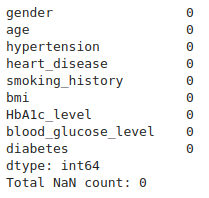 gender                 0
age                    0
hypertension           0
heart_disease          0
smoking_history        0
bmi                    0
HbA1c_level            0
blood_glucose_level    0
diabetes               0
dtype: int64
Total NaN count: 0